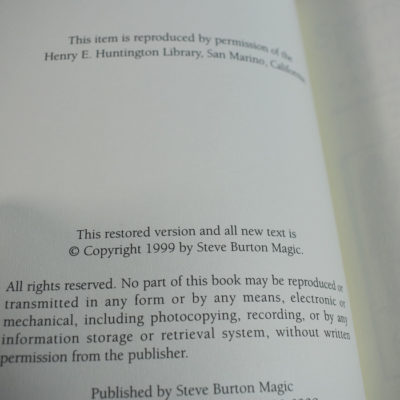 This item is reproduced by permission of the
Henry E. Huntington Library, San Marino, California
This restored version and all new text is
© Copyright 1999 by Steve Burton Magic.
All rights reserved. No part of this book may be reproduced or
transmitted in any form or by any means, electronic or
mechanical, including photocopying, recording, or by any
information storage or retrieval system, without written
permission from the publisher.
Published by Steve Burton Magic